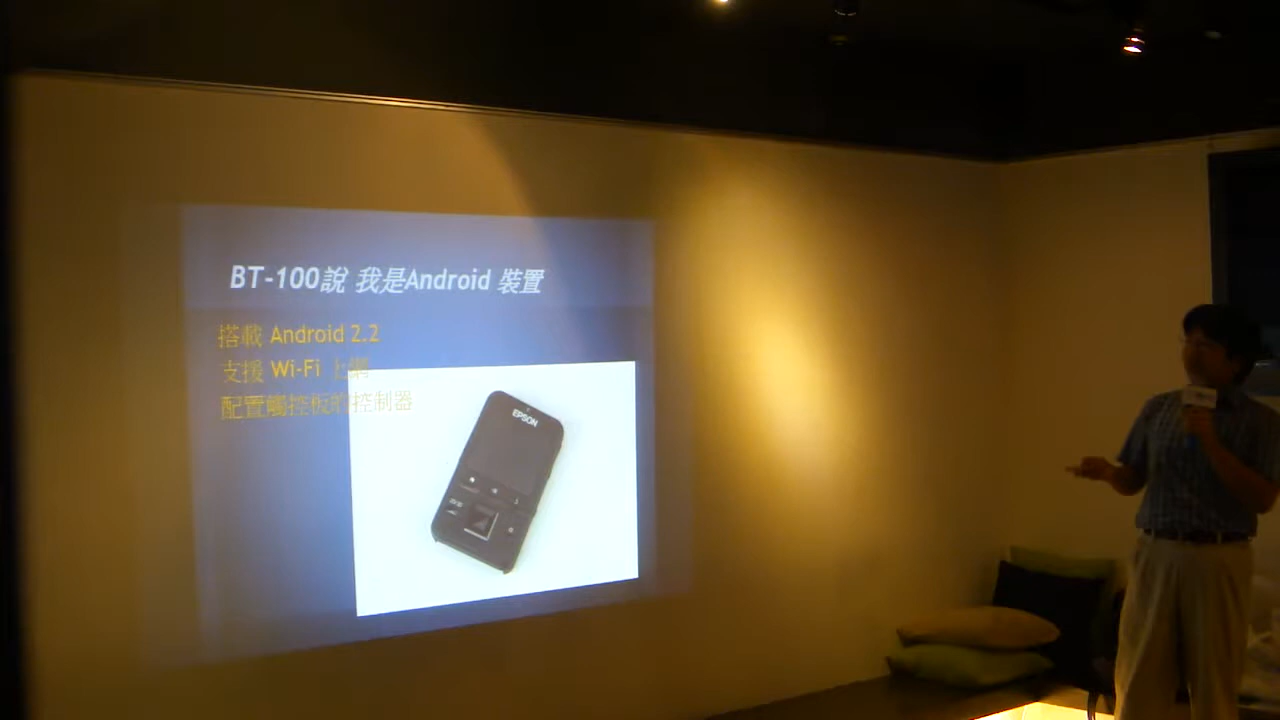 BT-100說 我是Android 裝置
搭載 Android 2.2
支援 Wi-Fi 上網
配置觸控板的控制器
EPSON